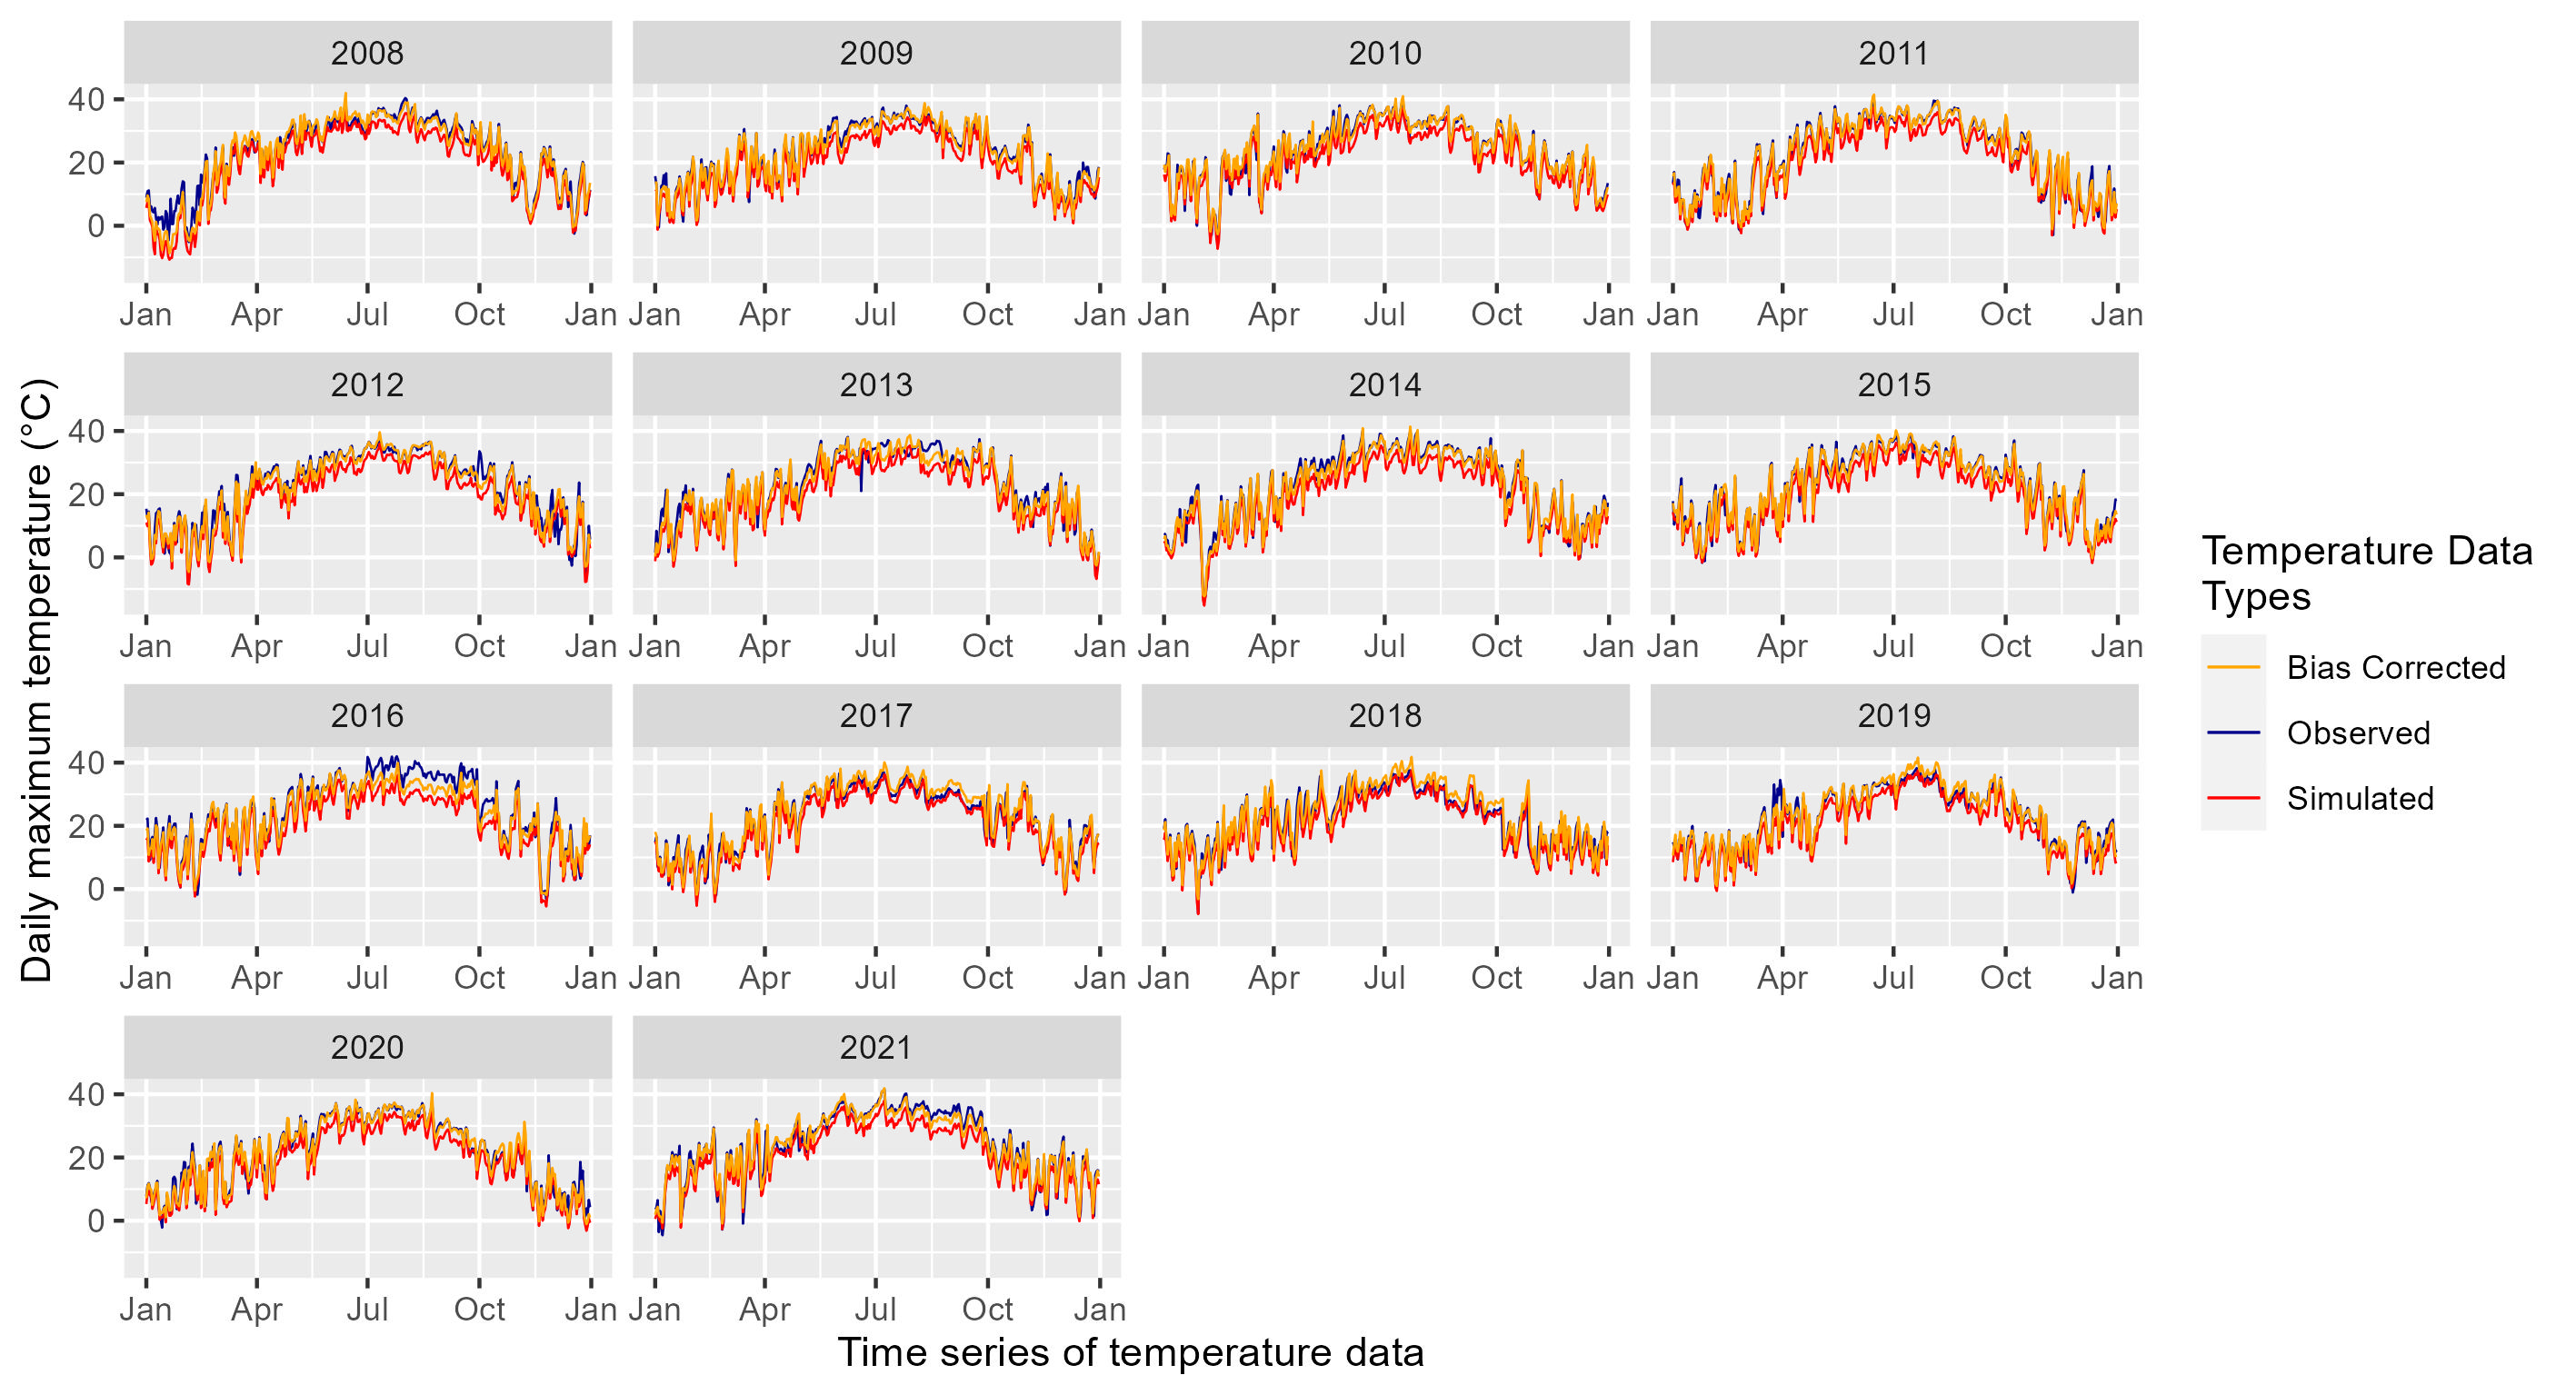 2008 2009 2010 2011
40
20
0
Jan Apr Jul Oct Jan Jan Apr Jul Oct Jan Jan Apr Jul Oct Jan Jan Apr Jul Oct Jan
2012 2013 2014 2015
40
20
0
Jan Apr Jul Oct Jan Jan Apr Jul Oct Jan Jan Apr Jul Oct Jan Jan Apr Jul Oct Jan
2016 2017 2018 2019
40
20
0
Jan Apr Jul Oct Jan Jan Apr Jul Oct Jan Jan Apr Jul Oct Jan Jan Apr Jul Oct Jan
2020 2021
40
20
0
Jan Apr Jul Oct Jan Jan Apr Jul Oct Jan
Time series of temperature data
Daily maximum temperature (°C)
Temperature Data
Types
Bias Corrected
Observed
Simulated